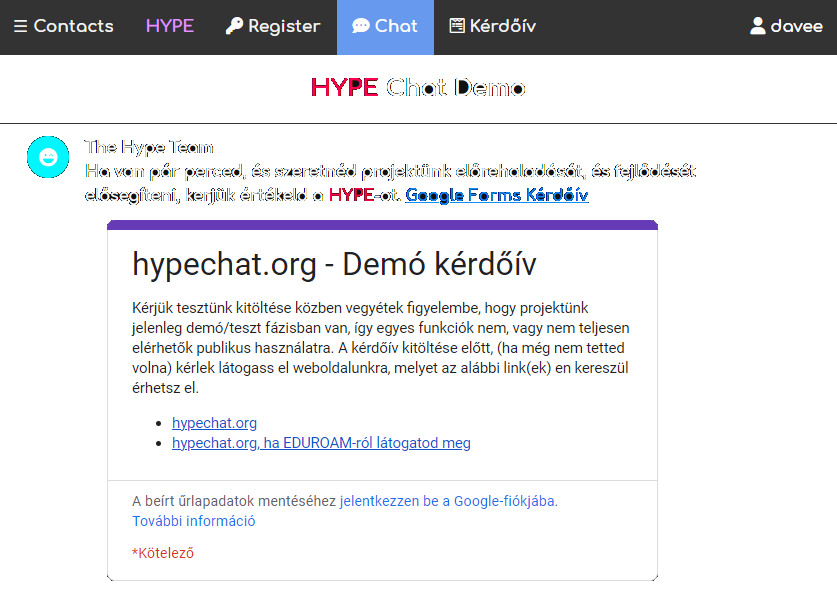 ☰ Contacts HYPE Register Chat Kérdőív davee
HYPE Chat Demo
The Hype Team
Ha van pár perced, és szeretnéd projektünk előrehaladását, és fejlődését
elősegíteni, kerjük értékeld a HYPE-ot. Google Forms Kérdőív
hypechat.org - Demó kérdőív
Kérjük tesztünk kitöltése közben vegyétek figyelembe, hogy projektünk
jelenleg demó/teszt fázisban van, így egyes funkciók nem, vagy nem teljesen
elérhetők publikus használatra. A kérdőív kitöltése előtt, (ha még nem tetted
volna) kérlek látogass el weboldalunkra, melyet az alábbi link(ek) en kereszül
érhetsz el.
• hypechat.org
• hypechat.org, ha EDUROAM-ról látogatod meg
A beírt űrlapadatok mentéséhez jelentkezzen be a Google-fiókjába.
További információ
*Kötelező